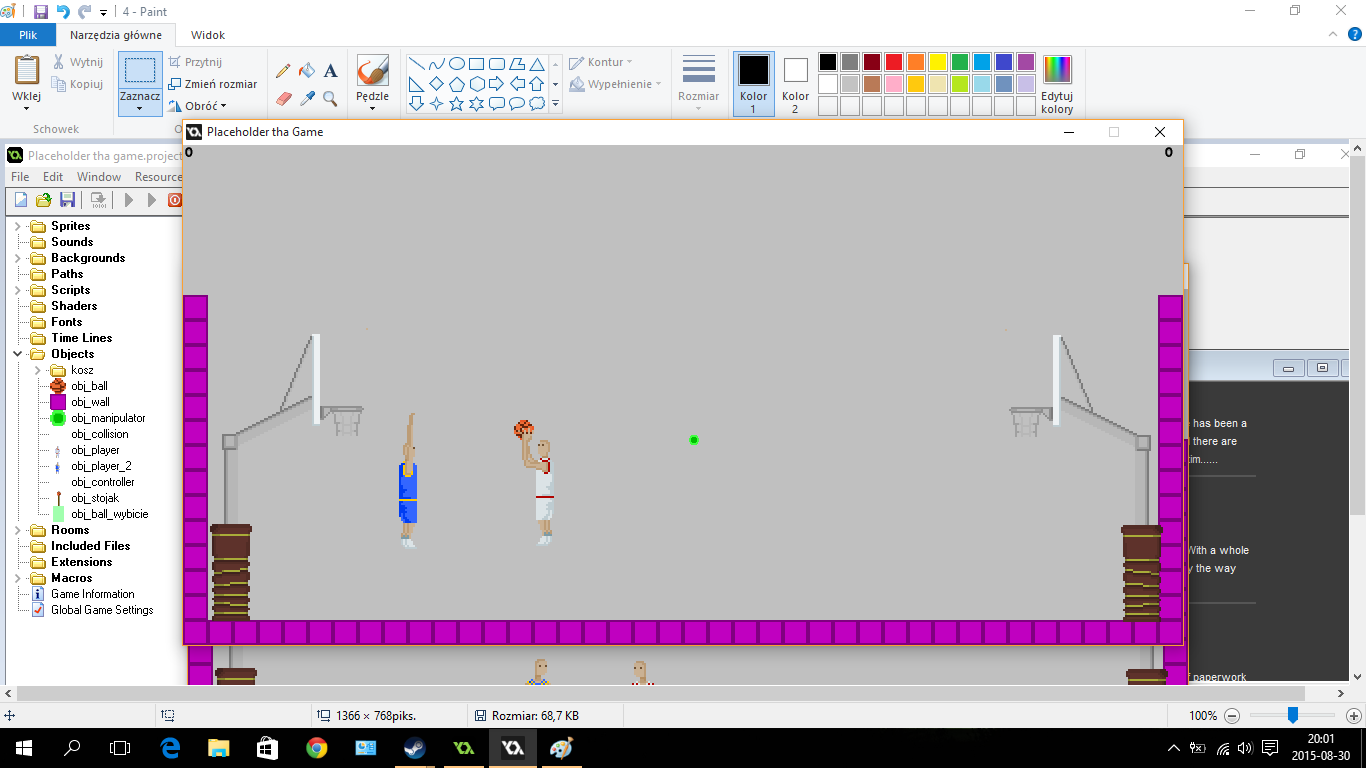 4 - Paint
Plik
Narzędzia główne
Widok
Wklej
Wytnij
Kopiuj
Schowek
Zaznacz
Przytnij
Zmień rozmiar
Obróć
A
Pędzle
Kontur
Wypełnienie
Rozmiar
Kolor
1
Kolor
2
Edytuj
kolory
Placeholder tha Game
0
0
Placeholder tha game.project
File Edit Window Resource
Sprites
Sounds
Backgrounds
Paths
Scripts
Shaders
Fonts
Time Lines
Objects
kosz
obj_ball
obj_wall
obj_manipulator
obj_collision
obj_player
obj_player_2
obj_controller
obj_stojak
obj_ball_wybicie
Rooms
Included Files
Extensions
Macros
Game Information
Global Game Settings
has been a
there are
im......
With a whole
the way
paperwork
1366 × 768piks.
Rozmiar: 68,7 KB
100%
20:01
2015-08-30